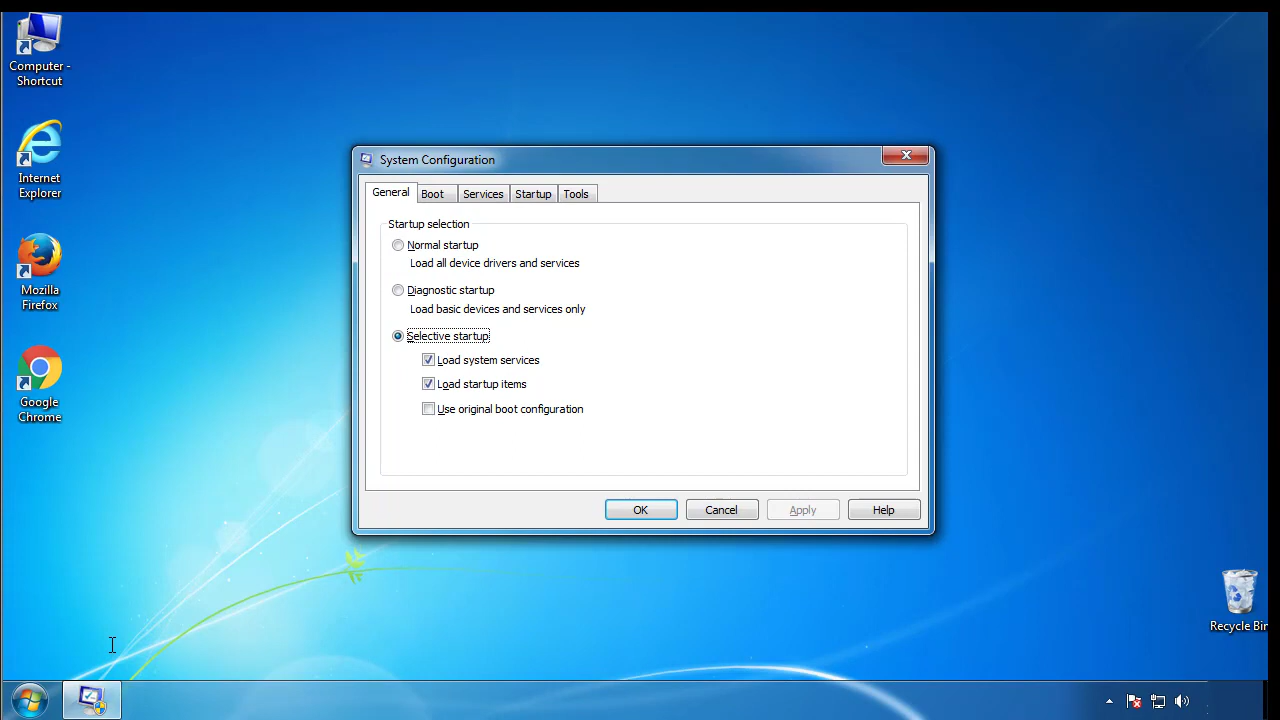 Computer -
Shortcut
Internet
Explorer
Mozilla
Firefox
Google
Chrome
System Configuration
General
Boot
Services
Startup
Tools
Startup selection
Normal startup
Load all device drivers and services
Diagnostic startup
Load basic devices and services only
Selective startup
Load system services
Load startup items
Use original boot configuration
OK
Cancel
Apply
Help
Recycle Bin